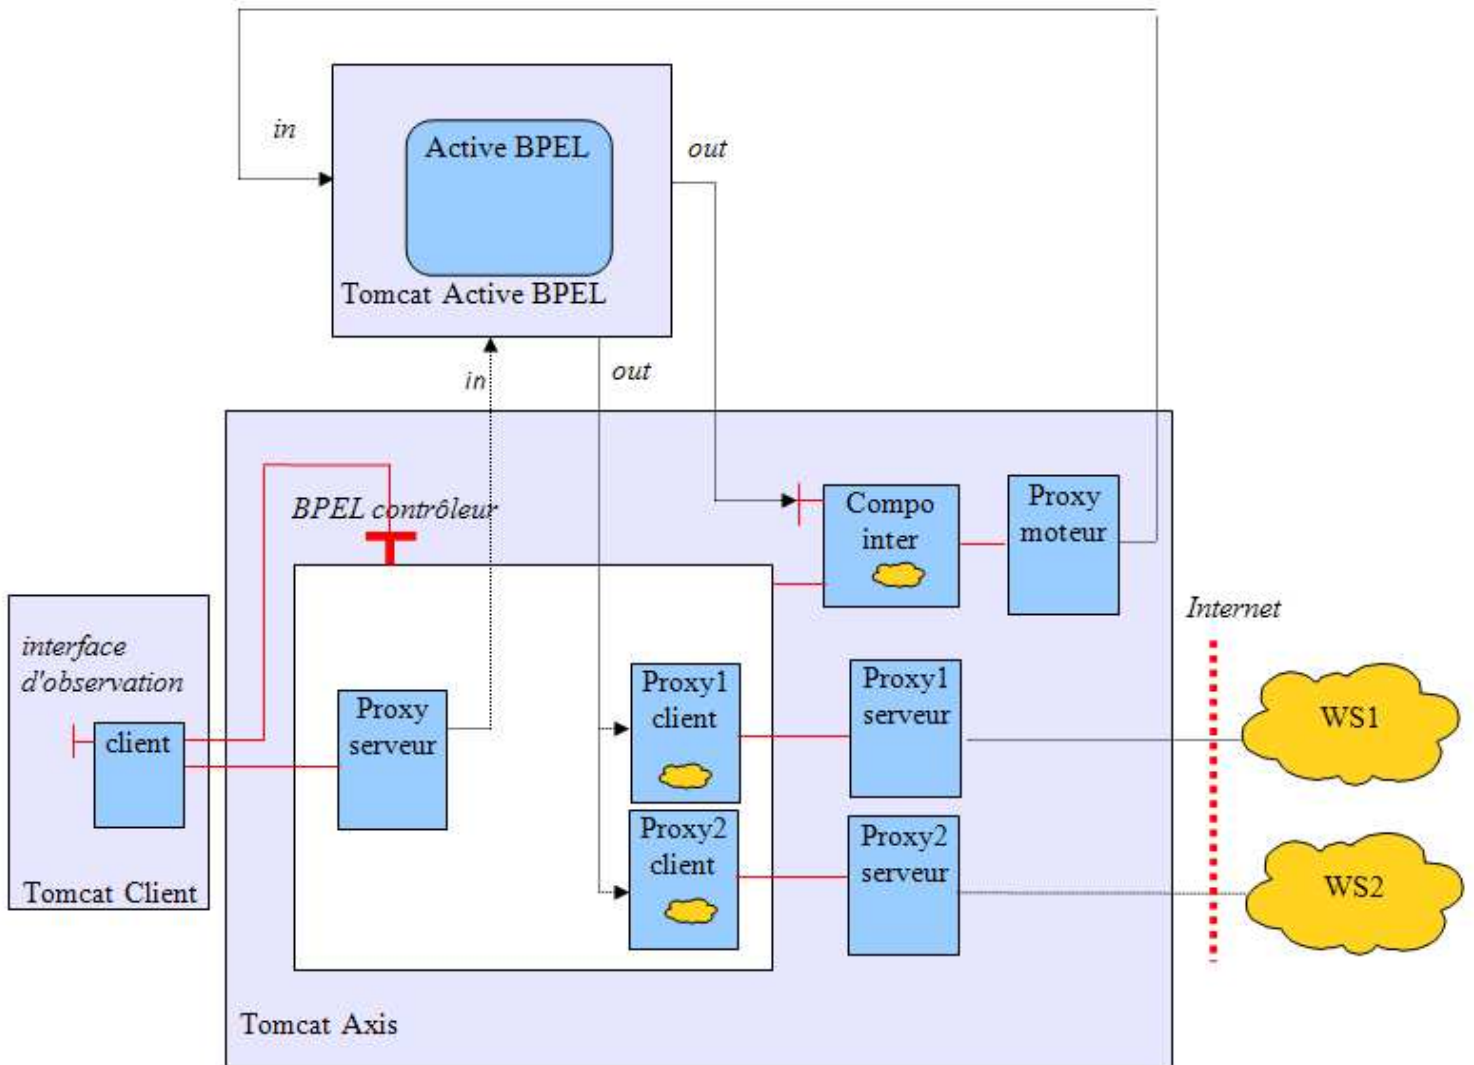 in
Active BPEL
out
Tomcat Active BPEL
in
out
BPEL contrôleur
Compo
inter
Proxy
moteur
Internet
interface
d'observation
client
Proxy
serveur
Proxy1
client
Proxy1
serveur
WS1
Proxy2
client
Proxy2
serveur
WS2
Tomcat Client
Tomcat Axis